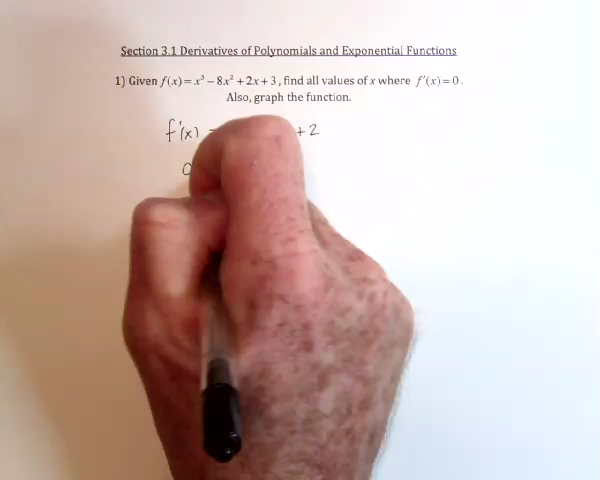 Section 3.1 Derivatives of Polynomials and Exponential Functions
1) Given f(x) = x³ − 8x² + 2x + 3, find all values of x where f'(x) = 0.
Also, graph the function.
f'(x) = +2
0